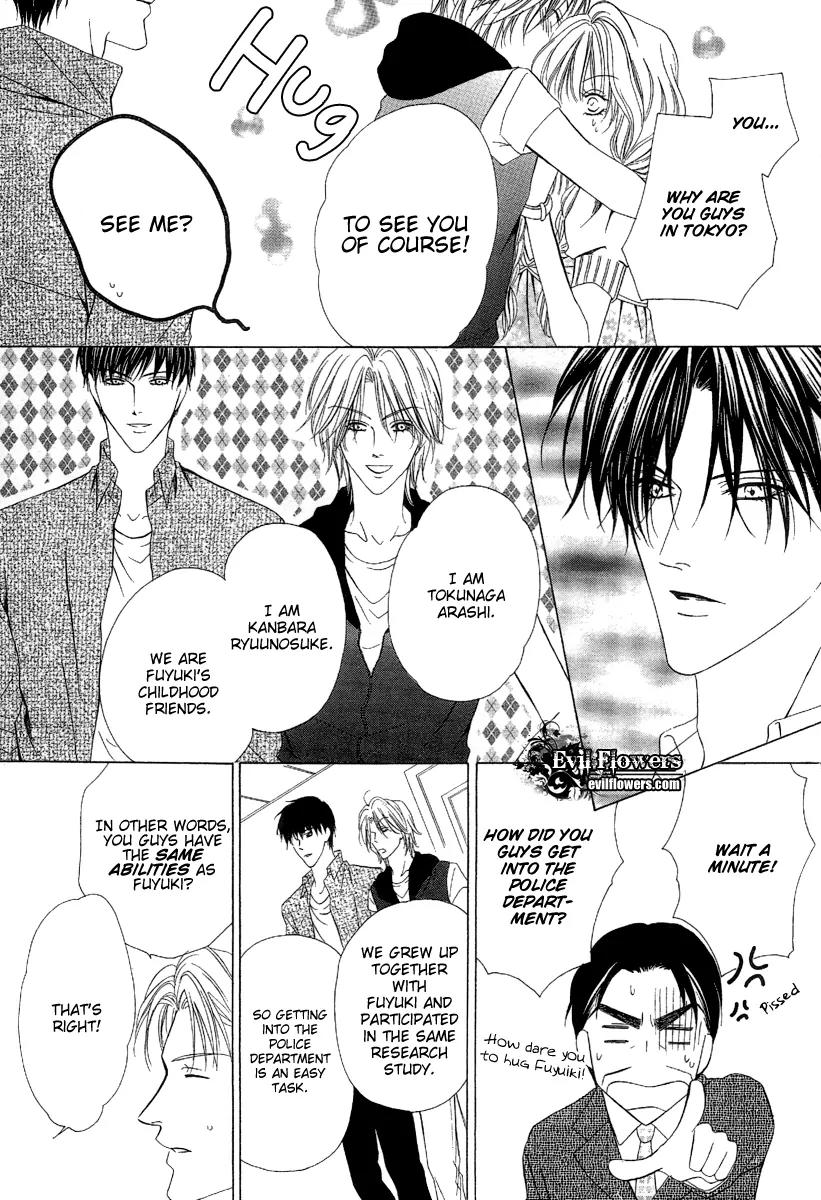 YOU...
WHY ARE
YOU GUYS
IN TOKYO?
HUG
TO SEE YOU
OF COURSE!
SEE ME?
I AM
TOKUNAGA
ARASHI.
I AM
KANBARA
RYUUNOSUKE.
WE ARE
FUYUKI'S
CHILDHOOD
FRIENDS.
Evil Flowers
evilflowers.com
WAIT A
MINUTE!
HOW DID YOU
GUYS GET
INTO THE
POLICE
DEPART-
MENT?
Pissed
How dare you
to hug Fuyuiki!
WE GREW UP
TOGETHER
WITH
FUYUKI AND
PARTICIPATED
IN THE SAME
RESEARCH
STUDY.
SO GETTING
INTO THE
POLICE
DEPARTMENT
IS AN EASY
TASK.
IN OTHER WORDS,
YOU GUYS HAVE
THE SAME
ABILITIES AS
FUYUKI?
THAT'S
RIGHT!